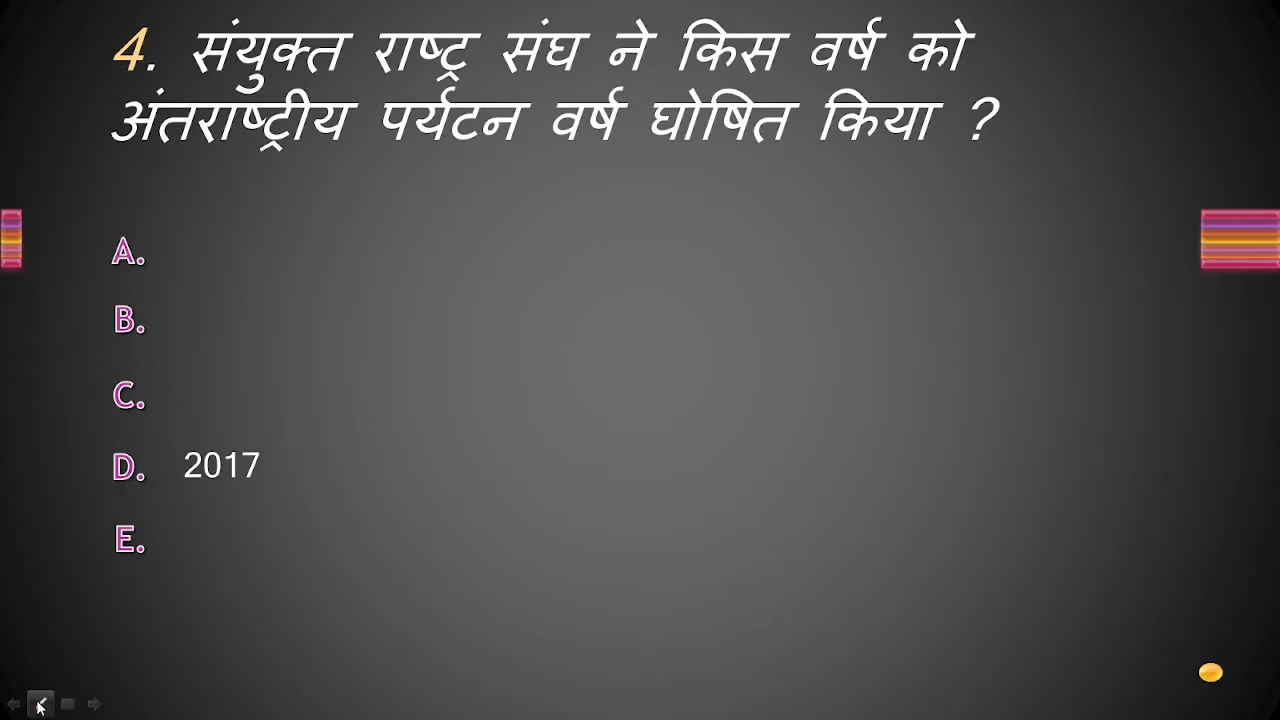 4. संयुक्त राष्ट्र संघ ने किस वर्ष को
अंतराष्ट्रीय पर्यटन वर्ष घोषित किया ?
A.
B.
C.
D. 2017
E.